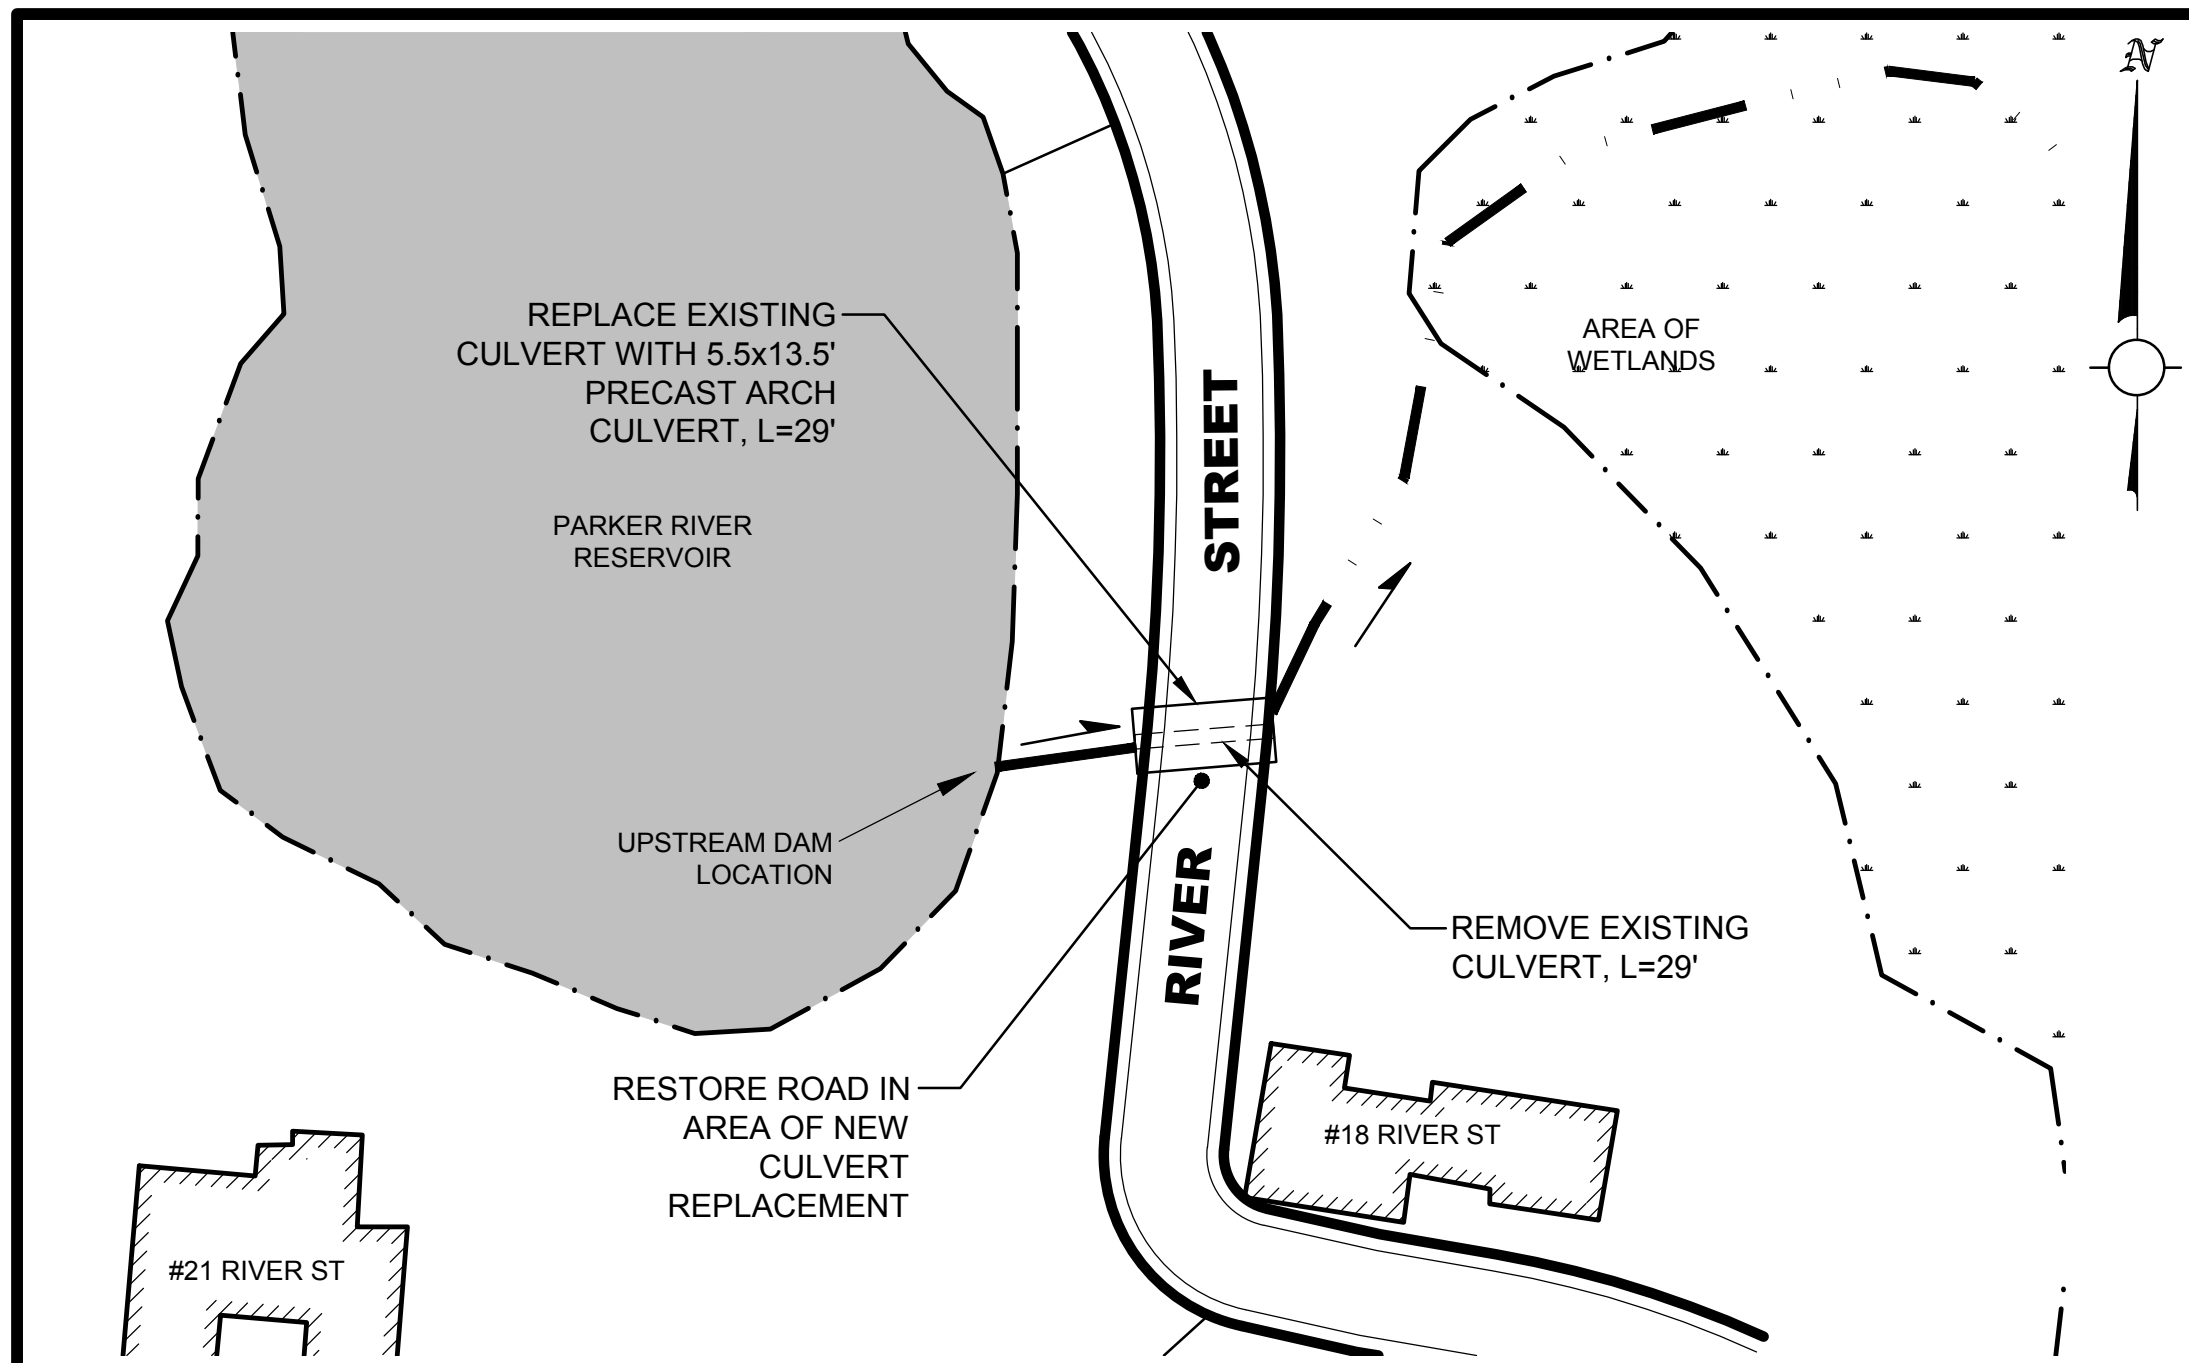 N
REPLACE EXISTING
CULVERT WITH 5.5x13.5'
PRECAST ARCH
CULVERT, L=29'
AREA OF
WETLANDS
STREET
PARKER RIVER
RESERVOIR
UPSTREAM DAM
LOCATION
RIVER
REMOVE EXISTING
CULVERT, L=29'
RESTORE ROAD IN
AREA OF NEW
CULVERT
REPLACEMENT
#18 RIVER ST
#21 RIVER ST